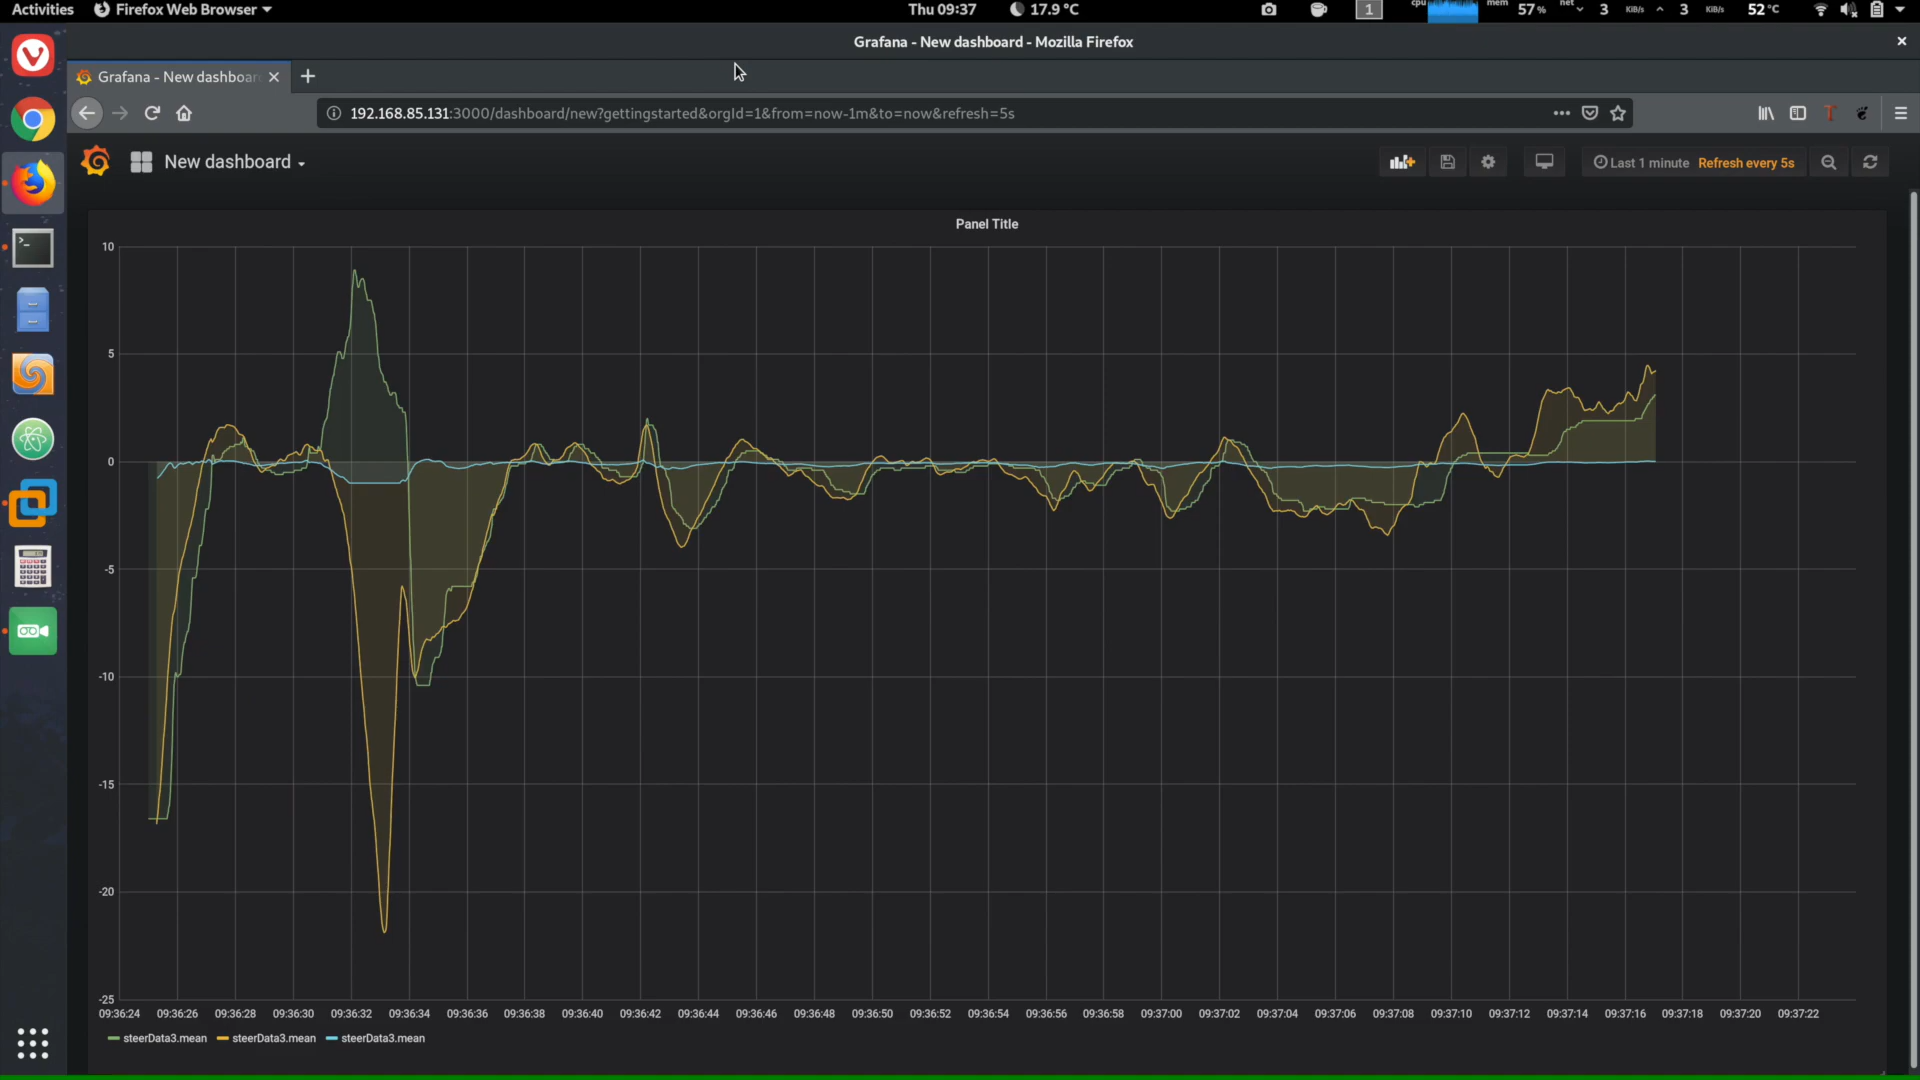 Activities Firefox Web Browser Thu 09:37 17.9 °C 1 cpu mem 57 % net 3 KiB/s 3 KiB/s 52 °C
Grafana - New dashboard - Mozilla Firefox
Grafana - New dashboar
192.168.85.131:3000/dashboard/new?gettingstarted&orgId=1&from=now-1m&to=now&refresh=5s
New dashboard Last 1 minute Refresh every 5s
Panel Title
10
5
0
-5
-10
-15
-20
-25
09:36:24 09:36:26 09:36:28 09:36:30 09:36:32 09:36:34 09:36:36 09:36:38 09:36:40 09:36:42 09:36:44 09:36:46 09:36:48 09:36:50 09:36:52 09:36:54 09:36:56 09:36:58 09:37:00 09:37:02 09:37:04 09:37:06 09:37:08 09:37:10 09:37:12 09:37:14 09:37:16 09:37:18 09:37:20 09:37:22
steerData3.mean steerData3.mean steerData3.mean